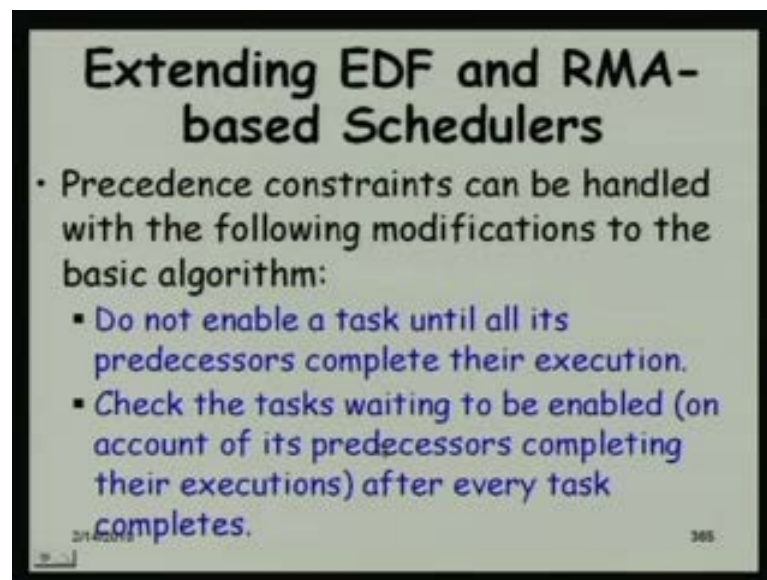 Extending EDF and RMA-
based Schedulers
• Precedence constraints can be handled
with the following modifications to the
basic algorithm:
▪ Do not enable a task until all its
predecessors complete their execution.
▪ Check the tasks waiting to be enabled (on
account of its predecessors completing
their executions) after every task
completes.
365